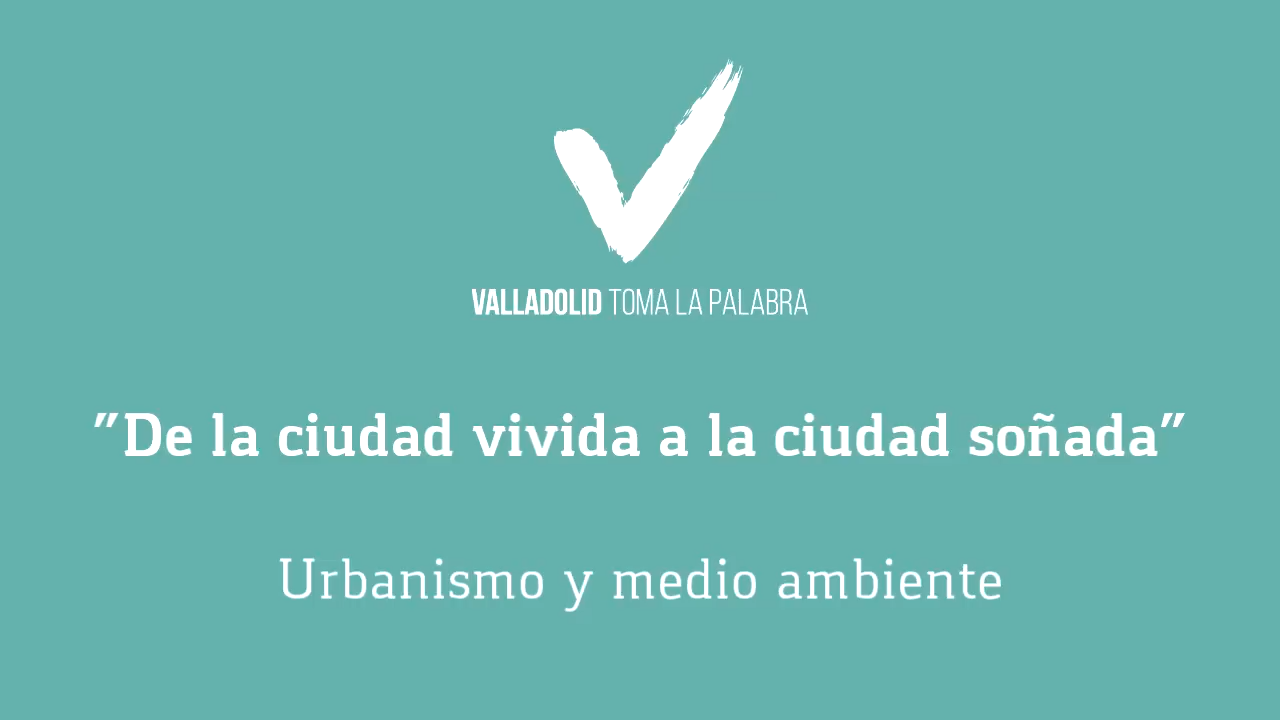 VALLADOLID TOMA LA PALABRA
"De la ciudad vivida a la ciudad soñada"
Urbanismo y medio ambiente